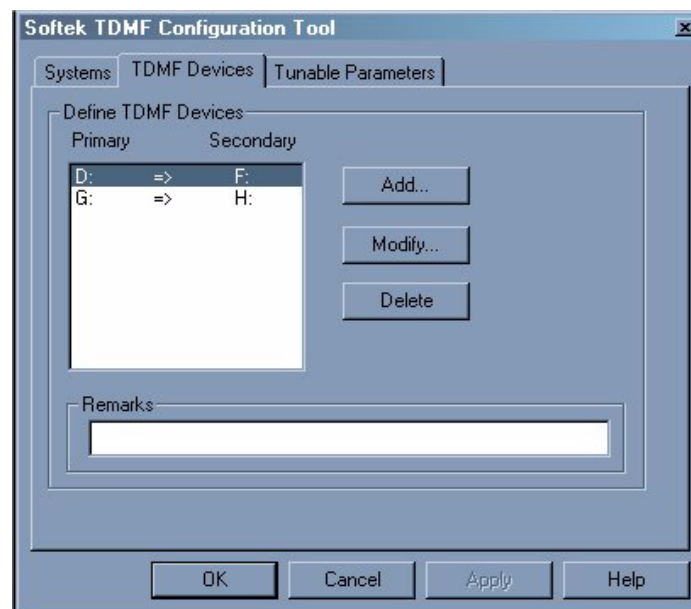 Softek TDMF Configuration Tool
Systems TDMF Devices Tunable Parameters
Define TDMF Devices
Primary Secondary
D: => F:
G: => H:
Add...
Modify...
Delete
Remarks
OK Cancel Apply Help